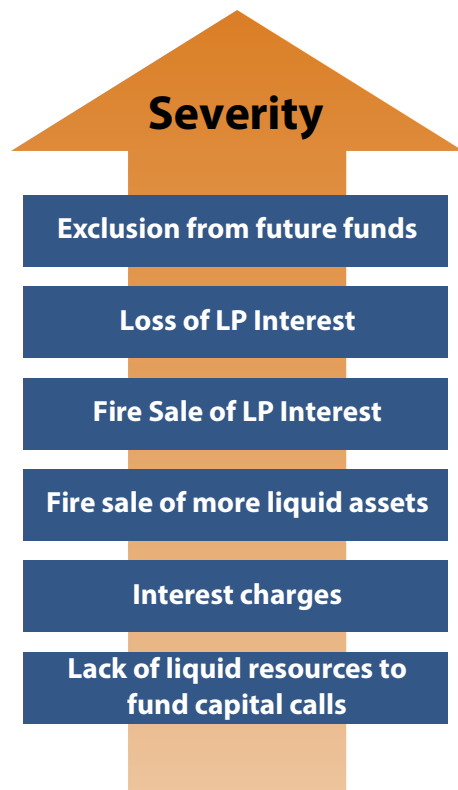 Severity
Exclusion from future funds
Loss of LP Interest
Fire Sale of LP Interest
Fire sale of more liquid assets
Interest charges
Lack of liquid resources to
fund capital calls